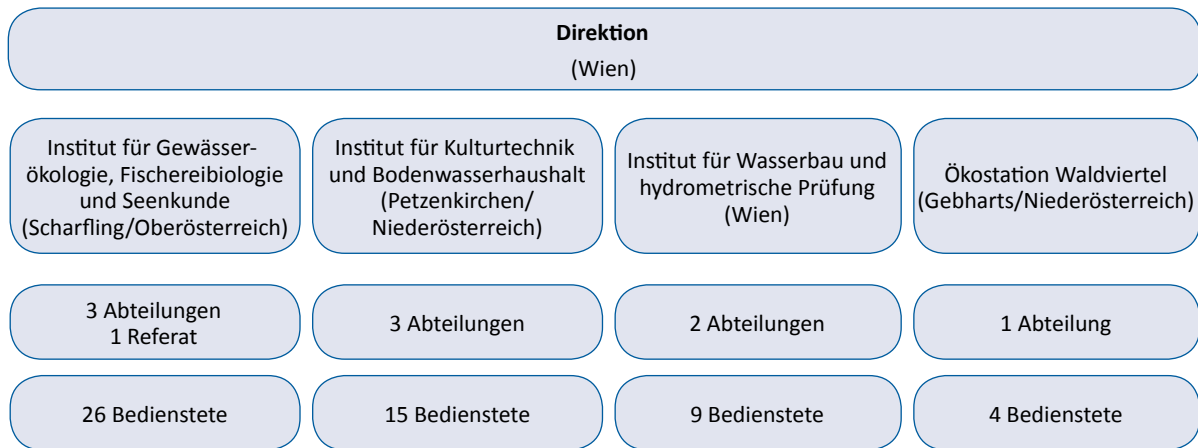 Direktion
(Wien)
Institut für Gewässer-
ökologie, Fischereibiologie
und Seenkunde
(Scharfling/Oberösterreich)
Institut für Kulturtechnik
und Bodenwasserhaushalt
(Petzenkirchen/
Niederösterreich)
Institut für Wasserbau und
hydrometrische Prüfung
(Wien)
Ökostation Waldviertel
(Gebharts/Niederösterreich)
3 Abteilungen
1 Referat
3 Abteilungen
2 Abteilungen
1 Abteilung
26 Bedienstete
15 Bedienstete
9 Bedienstete
4 Bedienstete